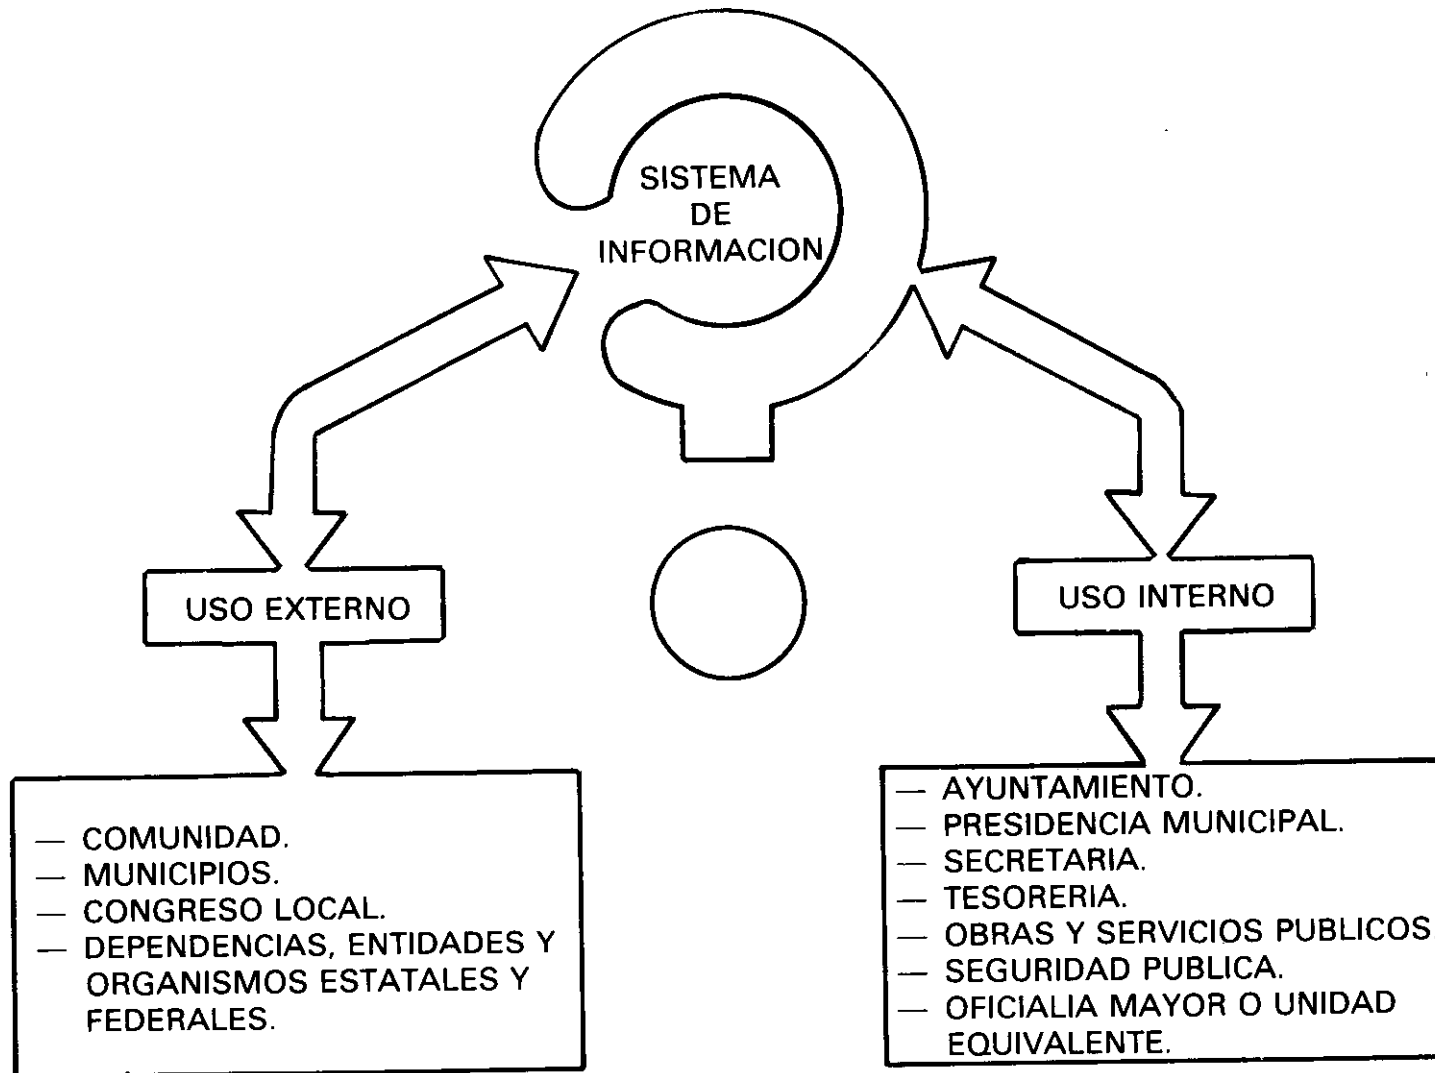 SISTEMA
DE
INFORMACION
USO EXTERNO
USO INTERNO
— COMUNIDAD.
— MUNICIPIOS.
— CONGRESO LOCAL.
— DEPENDENCIAS, ENTIDADES Y
ORGANISMOS ESTATALES Y
FEDERALES.
— AYUNTAMIENTO.
— PRESIDENCIA MUNICIPAL.
— SECRETARIA.
— TESORERIA.
— OBRAS Y SERVICIOS PUBLICOS.
— SEGURIDAD PUBLICA.
— OFICIALIA MAYOR O UNIDAD
EQUIVALENTE.